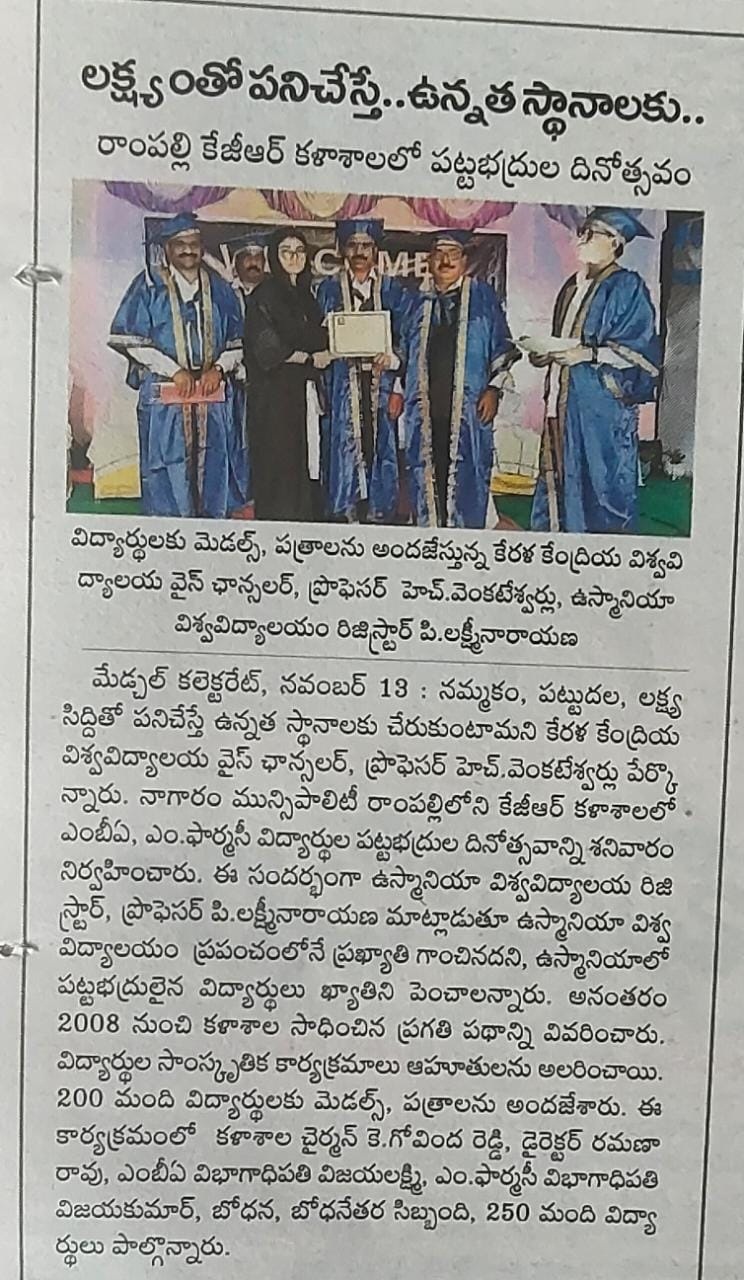 లక్ష్యంతో పనిచేస్తే..ఉన్నత స్థానాలకు..
రాంపల్లి కేజీఆర్ కళాశాలలో పట్టభద్రుల దినోత్సవం
విద్యార్థులకు మెడల్స్, పత్రాలను అందజేస్తున్న కేరళ కేంద్రియ విశ్వవి
ద్యాలయ వైస్ ఛాన్సలర్, ప్రొఫెసర్ హెచ్.వెంకటేశ్వర్లు, ఉస్మానియా
విశ్వవిద్యాలయం రిజిస్ట్రార్ పి.లక్ష్మీనారాయణ
మేడ్చల్ కలెక్టరేట్, నవంబర్ 13 : నమ్మకం, పట్టుదల, లక్ష్య
సిద్దితో పనిచేస్తే ఉన్నత స్థానాలకు చేరుకుంటామని కేరళ కేంద్రియ
విశ్వవిద్యాలయ వైస్ ఛాన్సలర్, ప్రొఫెసర్ హెచ్.వెంకటేశ్వర్లు పేర్కొ
న్నారు. నాగారం మున్సిపాలిటీ రాంపల్లిలోని కేజీఆర్ కళాశాలలో
ఎంబీఏ, ఎం.ఫార్మసీ విద్యార్థుల పట్టభద్రుల దినోత్సవాన్ని శనివారం
నిర్వహించారు. ఈ సందర్భంగా ఉస్మానియా విశ్వవిద్యాలయ రిజి
స్ట్రార్, ప్రొఫెసర్ పి.లక్ష్మీనారాయణ మాట్లాడుతూ ఉస్మానియా విశ్వ
విద్యాలయం ప్రపంచంలోనే ప్రఖ్యాతి గాంచినదని, ఉస్మానియాలో
పట్టభద్రులైన విద్యార్థులు ఖ్యాతిని పెంచాలన్నారు. అనంతరం
2008 నుంచి కళాశాల సాధించిన ప్రగతి పథాన్ని వివరించారు.
విద్యార్థుల సాంస్కృతిక కార్యక్రమాలు ఆహూతులను అలరించాయి.
200 మంది విద్యార్థులకు మెడల్స్, పత్రాలను అందజేశారు. ఈ
కార్యక్రమంలో కళాశాల చైర్మన్ కె.గోవింద రెడ్డి, డైరెక్టర్ రమణా
రావు, ఎంబీఏ విభాగాధిపతి విజయలక్ష్మి, ఎం.ఫార్మసీ విభాగాధిపతి
విజయకుమార్, బోధన, బోధనేతర సిబ్బంది, 250 మంది విద్యా
ర్థులు పాల్గొన్నారు.